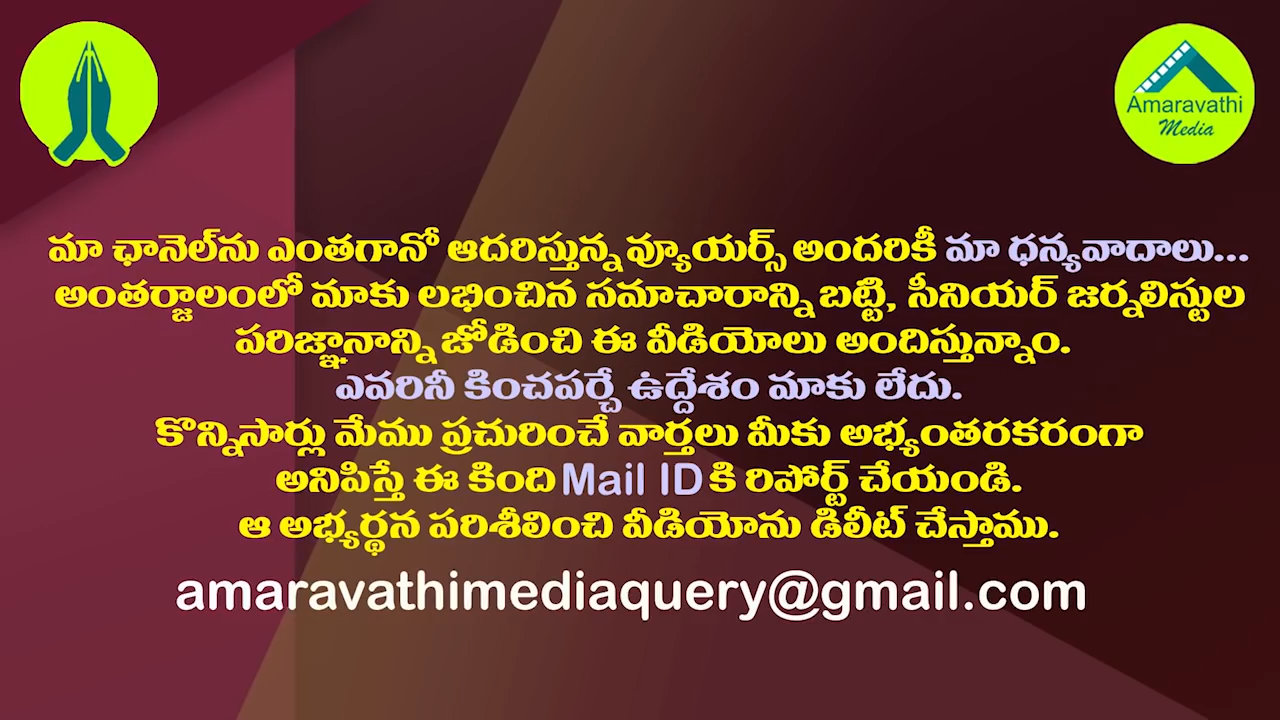 Amaravathi
Media
మా ఛానెల్‌ను ఎంతగానో ఆదరిస్తున్న వ్యూయర్స్ అందరికీ మా ధన్యవాదాలు...
అంతర్జాలంలో మాకు లభించిన సమాచారాన్ని బట్టి, సీనియర్ జర్నలిస్టుల
పరిజ్ఞానాన్ని జోడించి ఈ వీడియోలు అందిస్తున్నాం.
ఎవరినీ కించపర్చే ఉద్దేశం మాకు లేదు.
కొన్నిసార్లు మేము ప్రచురించే వార్తలు మీకు అభ్యంతరకరంగా
అనిపిస్తే ఈ కింది Mail ID కి రిపోర్ట్ చేయండి.
ఆ అభ్యర్థన పరిశీలించి వీడియోను డిలీట్ చేస్తాము.
amaravathimediaquery@gmail.com